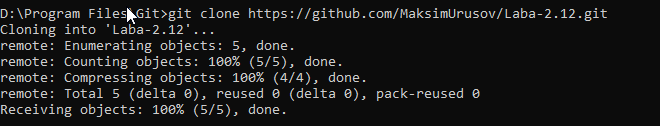 D:\Program Files\Git>git clone https://github.com/MaksimUrusov/Laba-2.12.git
Cloning into 'Laba-2.12'...
remote: Enumerating objects: 5, done.
remote: Counting objects: 100% (5/5), done.
remote: Compressing objects: 100% (4/4), done.
remote: Total 5 (delta 0), reused 0 (delta 0), pack-reused 0
Receiving objects: 100% (5/5), done.